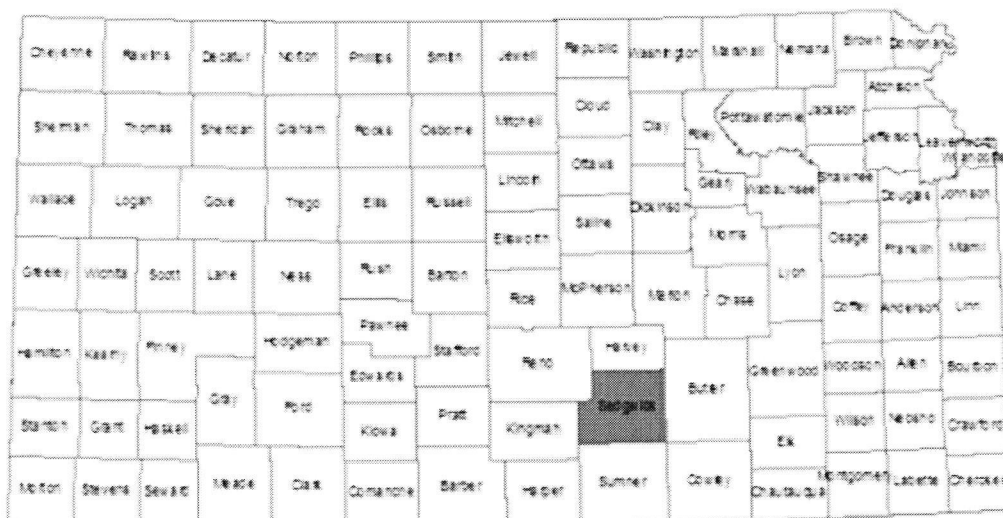 Cheyenne Rawlins Decatur Norton Phillips Smith Jewell Republic Washington Marshall Nemaha Brown Doniphan
Atchison
Cloud
Sherman Thomas Sheridan Graham Rooks Osborne Mitchell Clay Riley Pottawatomie Jackson
Jefferson Leavenworth
Wyandotte
Ottawa
Lincoln Geary Wabaunsee Shawnee
Wallace Logan Gove Trego Ellis Russell Dickinson Douglas Johnson
Saline
Ellsworth Morris Osage
Franklin Miami
Greeley Wichita Scott Lane Ness Rush Barton Lyon
Rice McPherson Marion Chase Coffey Anderson Linn
Pawnee
Hamilton Kearny Finney Hodgeman Stafford Harvey
Edwards Reno Greenwood Woodson Allen Bourbon
Gray Ford Butler
Sedgwick
Stanton Grant Haskell Kiowa Pratt Kingman Wilson Neosho Crawford
Elk
Morton Stevens Seward Meade Clark Comanche Barber Harper Sumner Cowley Chautauqua Montgomery Labette Cherokee